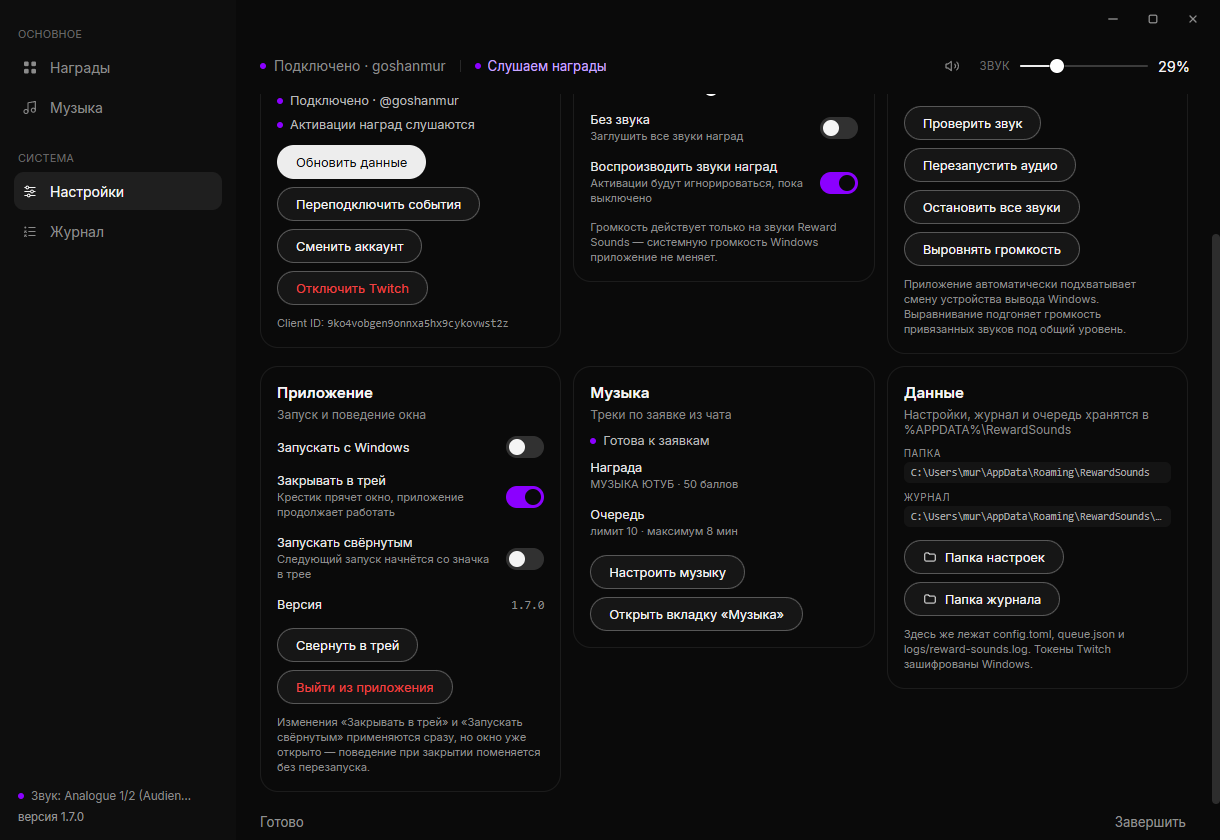 ОСНОВНОЕ
Награды
Музыка
СИСТЕМА
Настройки
Журнал
Звук: Analogue 1/2 (Audien...
версия 1.7.0
Подключено · goshanmur
Слушаем награды
ЗВУК
29%
Подключено · @goshanmur
Активации наград слушаются
Обновить данные
Переподключить события
Сменить аккаунт
Отключить Twitch
Client ID: 9ko4vobgen9onnxa5hx9cykovwst2z
Без звука
Заглушить все звуки наград
Воспроизводить звуки наград
Активации будут игнорироваться, пока
выключено
Громкость действует только на звуки Reward
Sounds — системную громкость Windows
приложение не меняет.
Проверить звук
Перезапустить аудио
Остановить все звуки
Выровнять громкость
Приложение автоматически подхватывает
смену устройства вывода Windows.
Выравнивание подгоняет громкость
привязанных звуков под общий уровень.
Приложение
Запуск и поведение окна
Запускать с Windows
Закрывать в трей
Крестик прячет окно, приложение
продолжает работать
Запускать свёрнутым
Следующий запуск начнётся со значка
в трее
Версия
1.7.0
Свернуть в трей
Выйти из приложения
Изменения «Закрывать в трей» и «Запускать
свёрнутым» применяются сразу, но окно уже
открыто — поведение при закрытии поменяется
без перезапуска.
Музыка
Треки по заявке из чата
Готова к заявкам
Награда
МУЗЫКА ЮТУБ · 50 баллов
Очередь
лимит 10 · максимум 8 мин
Настроить музыку
Открыть вкладку «Музыка»
Данные
Настройки, журнал и очередь хранятся в
%APPDATA%\RewardSounds
ПАПКА
C:\Users\mur\AppData\Roaming\RewardSounds
ЖУРНАЛ
C:\Users\mur\AppData\Roaming\RewardSounds\…
Папка настроек
Папка журнала
Здесь же лежат config.toml, queue.json и
logs/reward-sounds.log. Токены Twitch
зашифрованы Windows.
Готово
Завершить